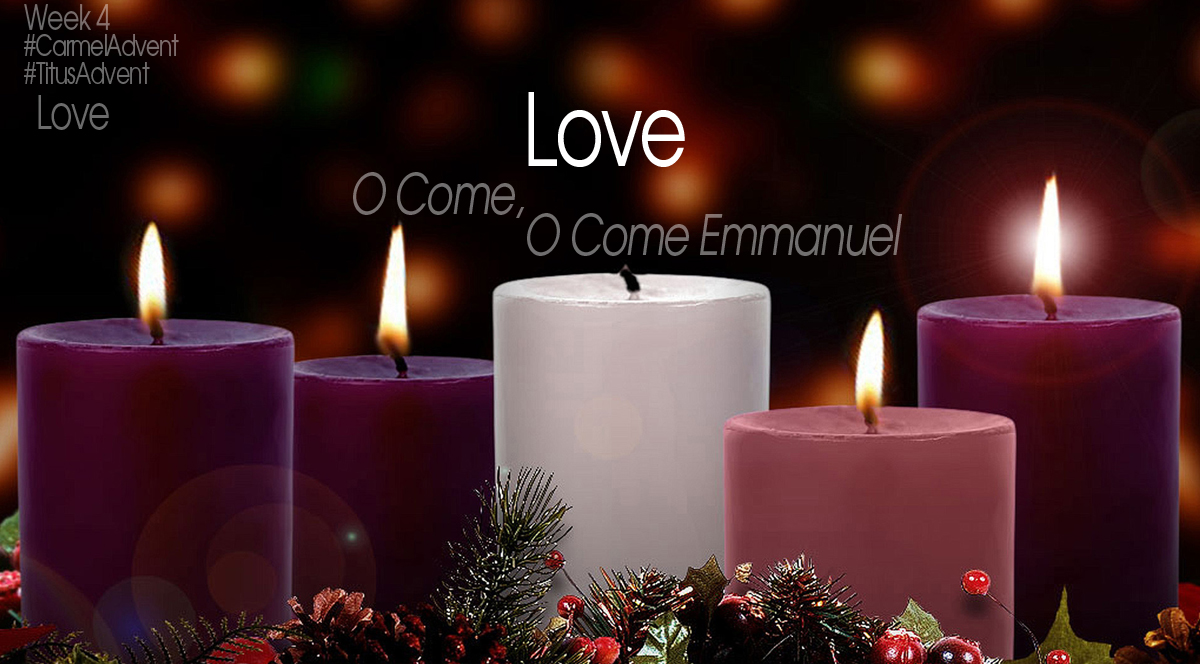 Week 4
#CarmelAdvent
#TitusAdvent
Love
Love
O Come,
O Come Emmanuel